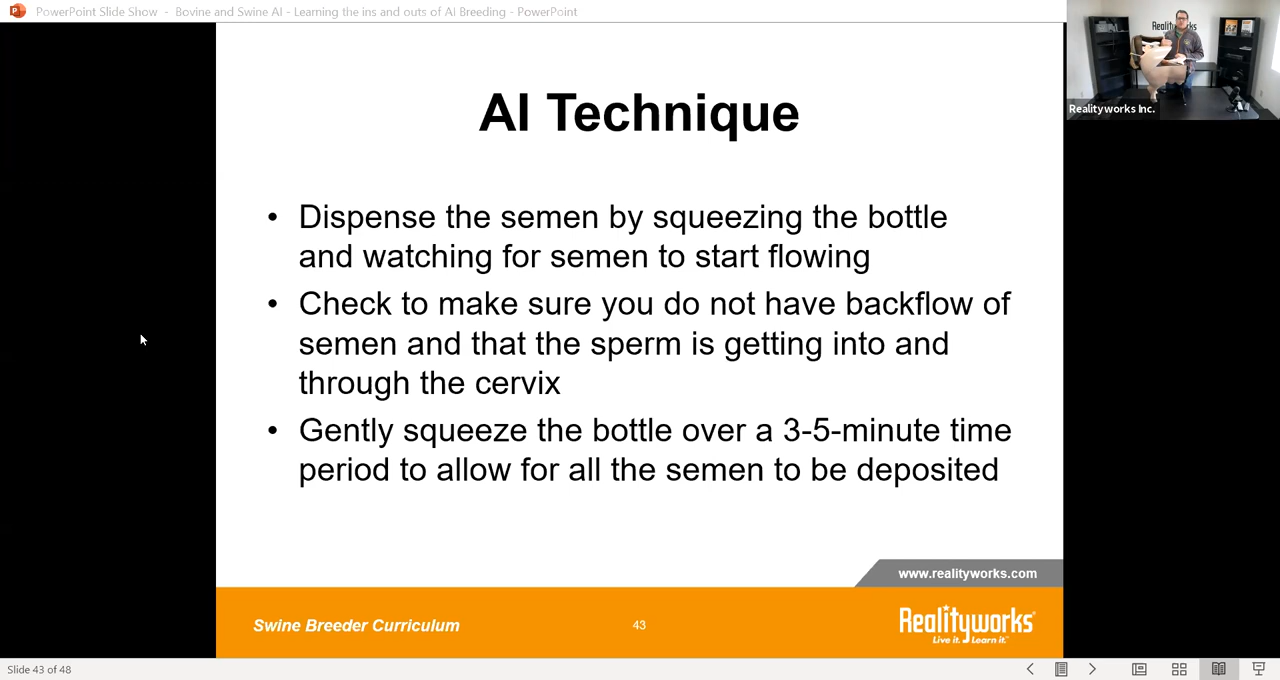 PowerPoint Slide Show - Bovine and Swine AI - Learning the ins and outs of AI Breeding - PowerPoint
Realityworks
Realityworks Inc.
AI Technique
• Dispense the semen by squeezing the bottle
and watching for semen to start flowing
• Check to make sure you do not have backflow of
semen and that the sperm is getting into and
through the cervix
• Gently squeeze the bottle over a 3-5-minute time
period to allow for all the semen to be deposited
www.realityworks.com
Swine Breeder Curriculum
43
Realityworks®
Live it. Learn it.™
Slide 43 of 48